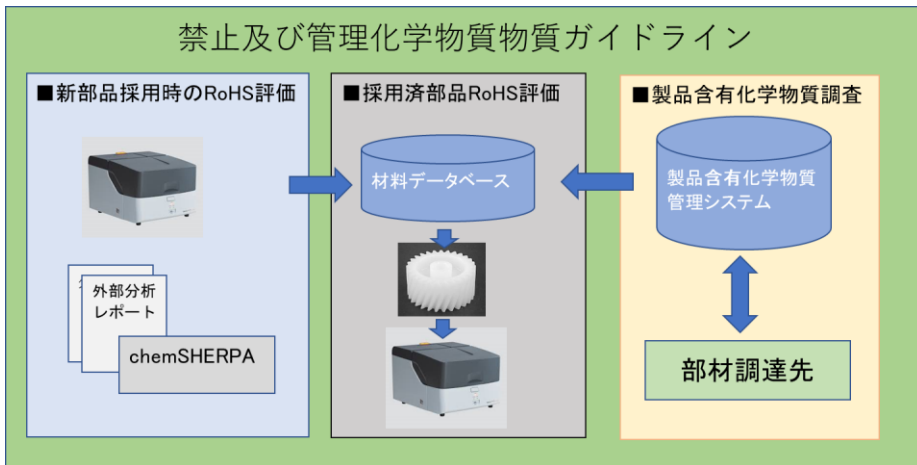 禁止及び管理化学物質物質ガイドライン
■新部品採用時のRoHS評価
外部分析
レポート
chemSHERPA
■採用済部品RoHS評価
材料データベース
■製品含有化学物質調査
製品含有化学物質
管理システム
部材調達先